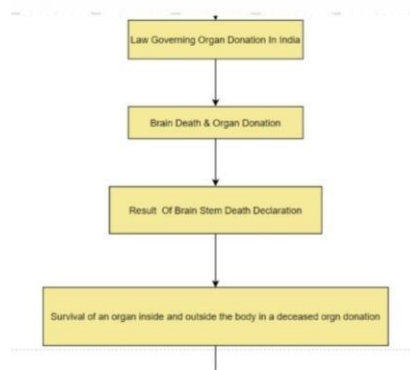 Law Governing Organ Donation In India
Brain Death & Organ Donation
Result Of Brain Stem Death Declaration
Survival of an organ inside and outside the body in a deceased orgn donation